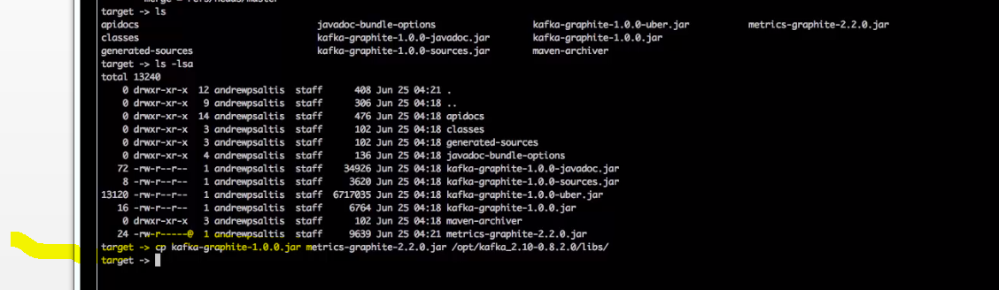 target -> ls
apidocs javadoc-bundle-options kafka-graphite-1.0.0-uber.jar metrics-graphite-2.2.0.jar
classes kafka-graphite-1.0.0-javadoc.jar kafka-graphite-1.0.0.jar
generated-sources kafka-graphite-1.0.0-sources.jar maven-archiver
target -> ls -lsa
total 13240
0 drwxr-xr-x 12 andrewpsaltis staff 408 Jun 25 04:21 .
0 drwxr-xr-x 9 andrewpsaltis staff 306 Jun 25 04:18 ..
0 drwxr-xr-x 14 andrewpsaltis staff 476 Jun 25 04:18 apidocs
0 drwxr-xr-x 3 andrewpsaltis staff 102 Jun 25 04:18 classes
0 drwxr-xr-x 3 andrewpsaltis staff 102 Jun 25 04:18 generated-sources
0 drwxr-xr-x 4 andrewpsaltis staff 136 Jun 25 04:18 javadoc-bundle-options
72 -rw-r--r-- 1 andrewpsaltis staff 34926 Jun 25 04:18 kafka-graphite-1.0.0-javadoc.jar
8 -rw-r--r-- 1 andrewpsaltis staff 3620 Jun 25 04:18 kafka-graphite-1.0.0-sources.jar
13120 -rw-r--r-- 1 andrewpsaltis staff 6717035 Jun 25 04:18 kafka-graphite-1.0.0-uber.jar
16 -rw-r--r-- 1 andrewpsaltis staff 6764 Jun 25 04:18 kafka-graphite-1.0.0.jar
0 drwxr-xr-x 3 andrewpsaltis staff 102 Jun 25 04:18 maven-archiver
24 -rw-r-----@ 1 andrewpsaltis staff 9639 Jun 25 04:21 metrics-graphite-2.2.0.jar
target -> cp kafka-graphite-1.0.0.jar metrics-graphite-2.2.0.jar /opt/kafka_2.10-0.8.2.0/libs/
target ->